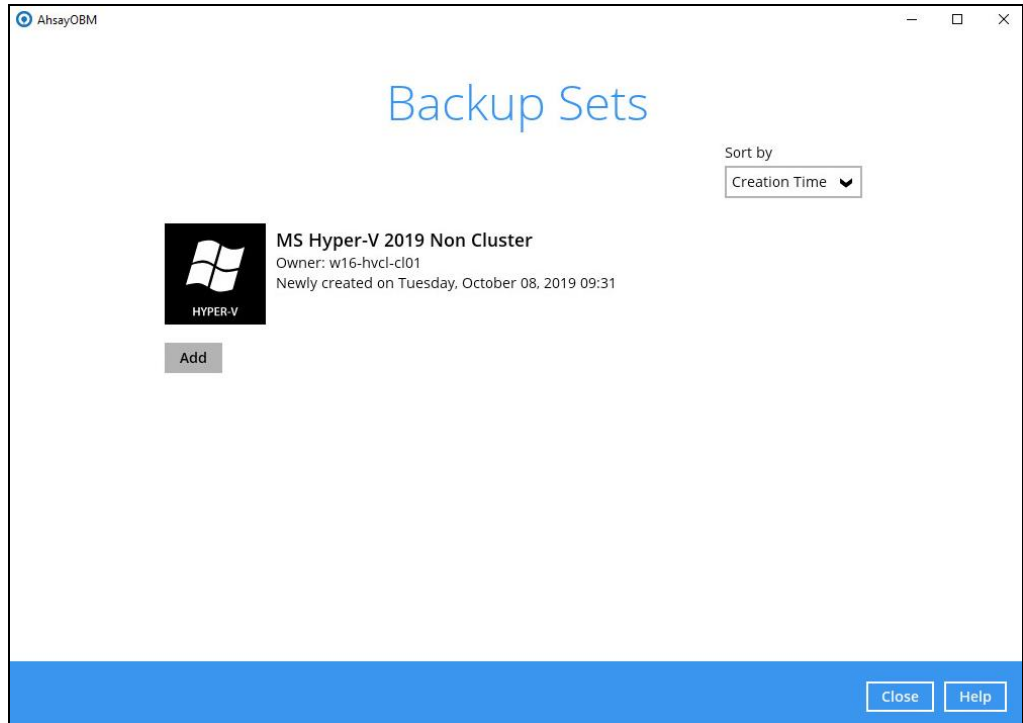 AhsayOBM
Backup Sets
Sort by
Creation Time
HYPER-V
MS Hyper-V 2019 Non Cluster
Owner: w16-hvcl-cl01
Newly created on Tuesday, October 08, 2019 09:31
Add
Close
Help